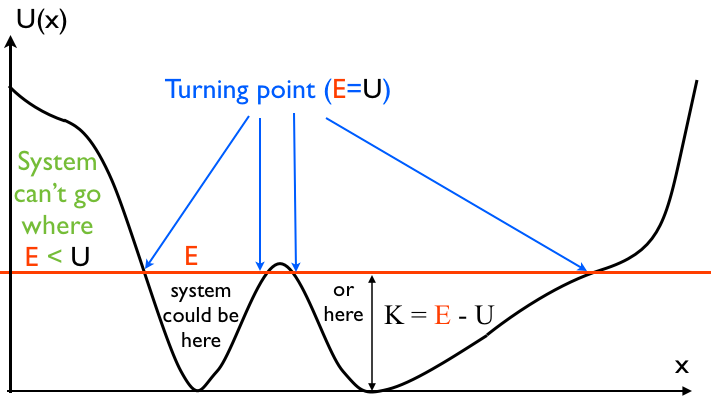 U(x)
Turning point (E=U)
System
can't go
where
E < U
E
system
could be
here
or
here
K = E - U
x